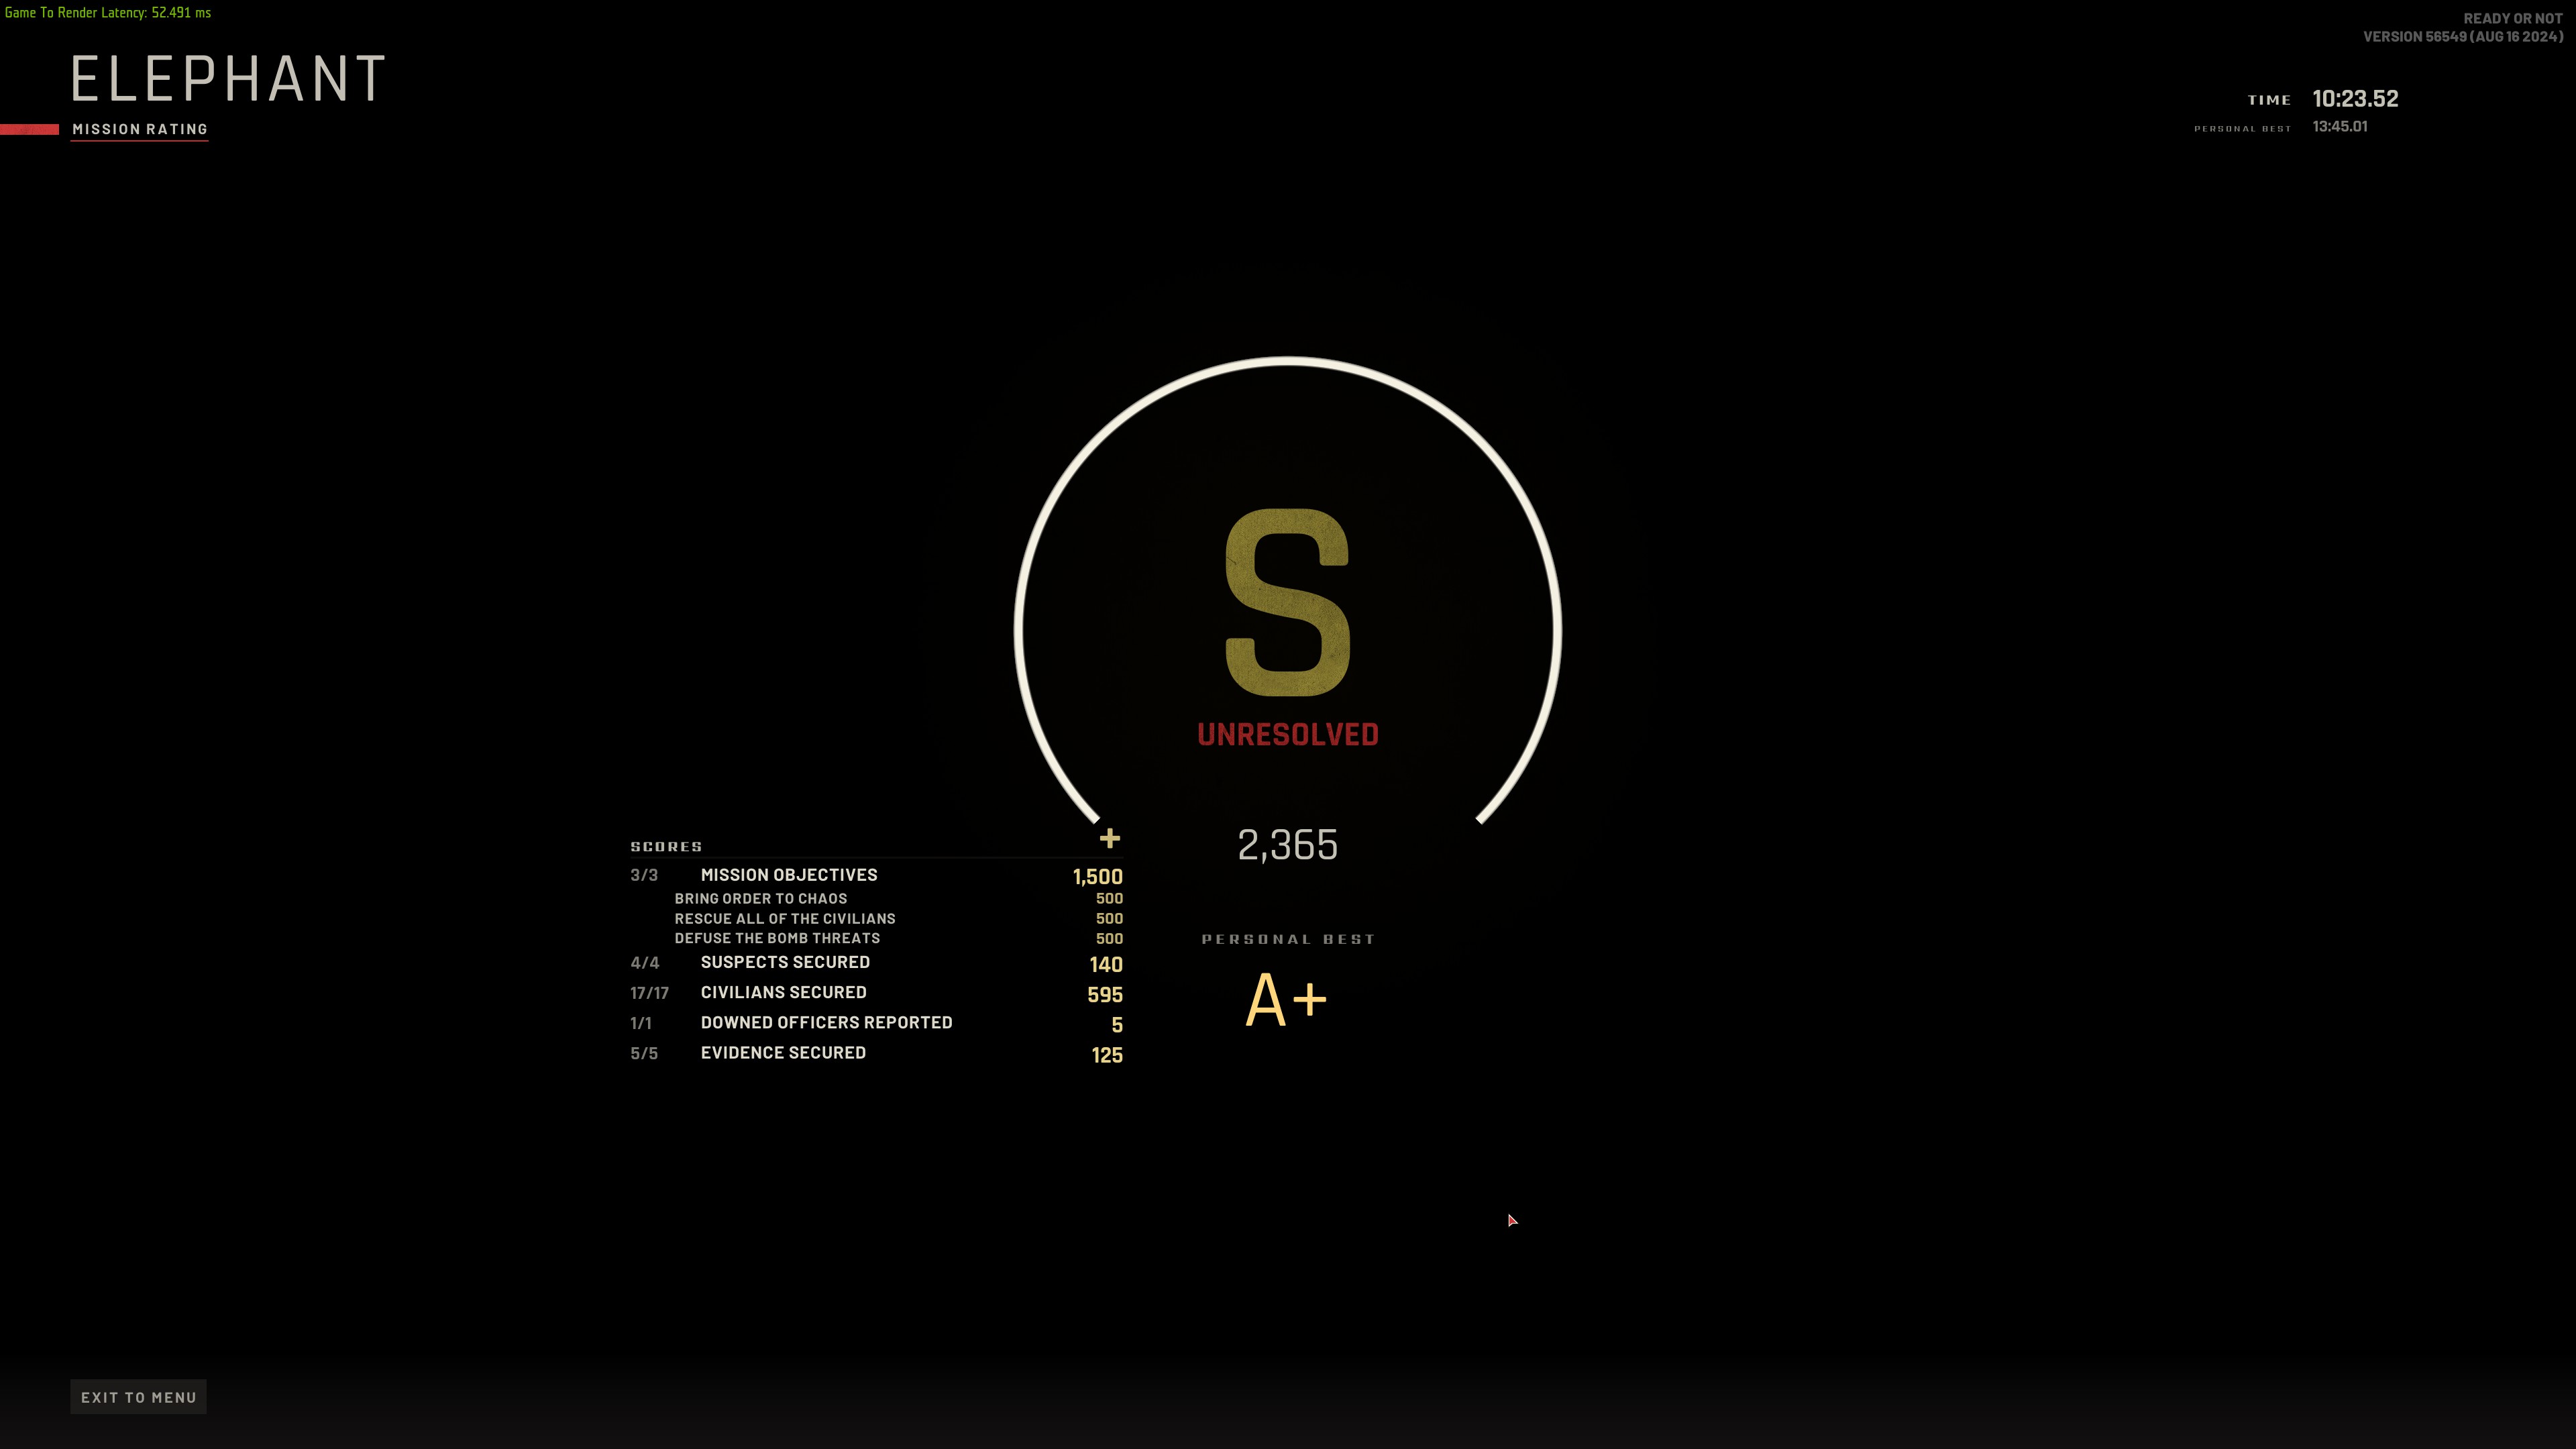 Game To Render Latency: 52.491 ms
READY OR NOT
VERSION 56549 (AUG 16 2024)
ELEPHANT
MISSION RATING
TIME 10:23.52
PERSONAL BEST 13:45.01
S
UNRESOLVED
2,365
PERSONAL BEST
A+
SCORES +
3/3 MISSION OBJECTIVES 1,500
BRING ORDER TO CHAOS 500
RESCUE ALL OF THE CIVILIANS 500
DEFUSE THE BOMB THREATS 500
4/4 SUSPECTS SECURED 140
17/17 CIVILIANS SECURED 595
1/1 DOWNED OFFICERS REPORTED 5
5/5 EVIDENCE SECURED 125
EXIT TO MENU